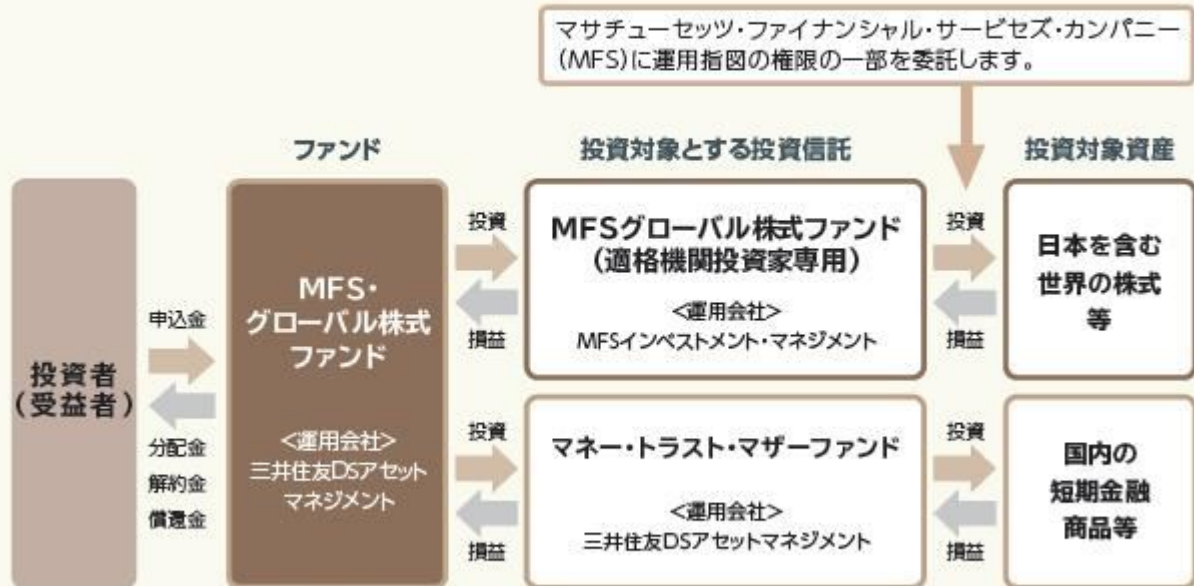 マサチューセッツ・ファイナンシャル・サービセズ・カンパニー
(MFS)に運用指図の権限の一部を委託します。
ファンド
投資対象とする投資信託
投資対象資産
投資者
(受益者)
申込金
分配金
解約金
償還金
MFS・
グローバル株式
ファンド
<運用会社>
三井住友DSアセット
マネジメント
投資
損益
MFSグローバル株式ファンド
(適格機関投資家専用)
<運用会社>
MFSインベストメント・マネジメント
投資
損益
日本を含む
世界の株式
等
投資
損益
マネー・トラスト・マザーファンド
<運用会社>
三井住友DSアセットマネジメント
投資
損益
国内の
短期金融
商品等